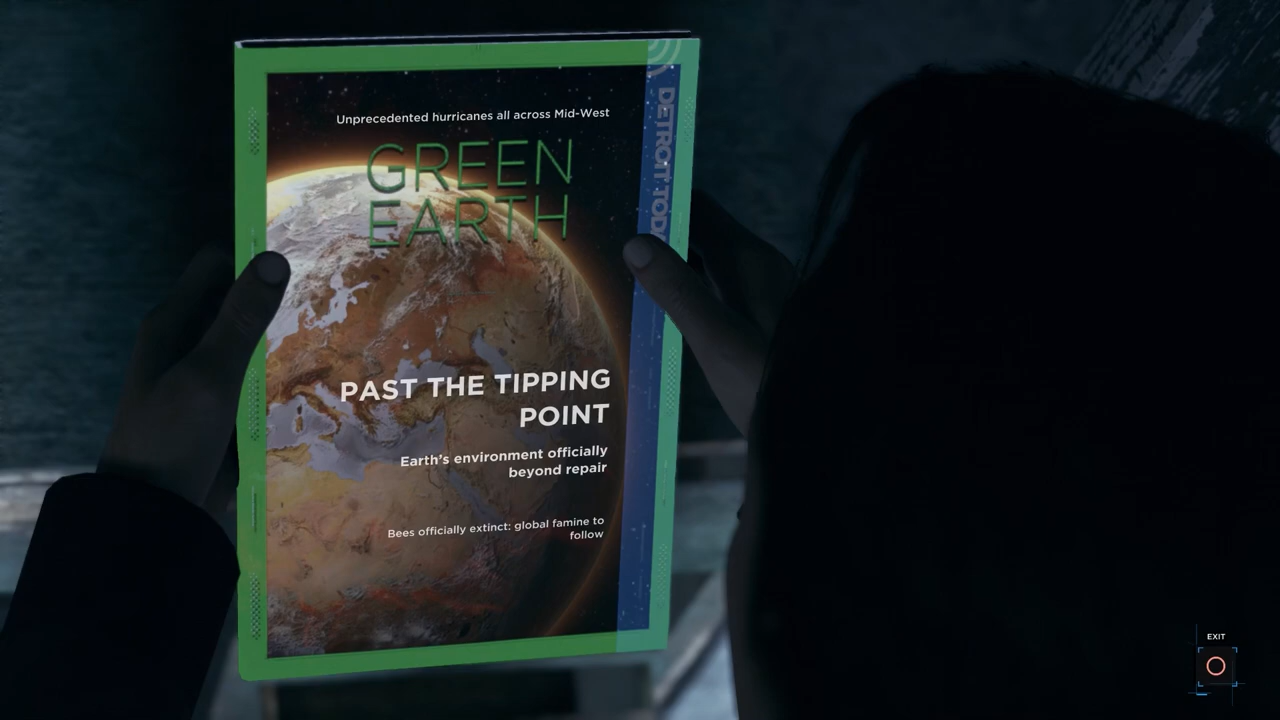 Unprecedented hurricanes all across Mid-West
GREEN
EARTH
DETROIT TODA
PAST THE TIPPING
POINT
Earth's environment officially
beyond repair
Bees officially extinct: global famine to
follow
EXIT